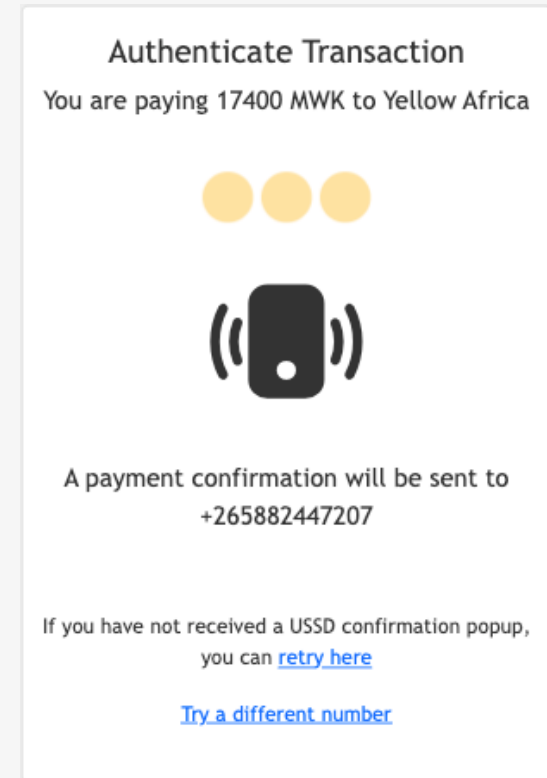 Authenticate Transaction
You are paying 17400 MWK to Yellow Africa
A payment confirmation will be sent to
+265882447207
If you have not received a USSD confirmation popup,
you can retry here
Try a different number